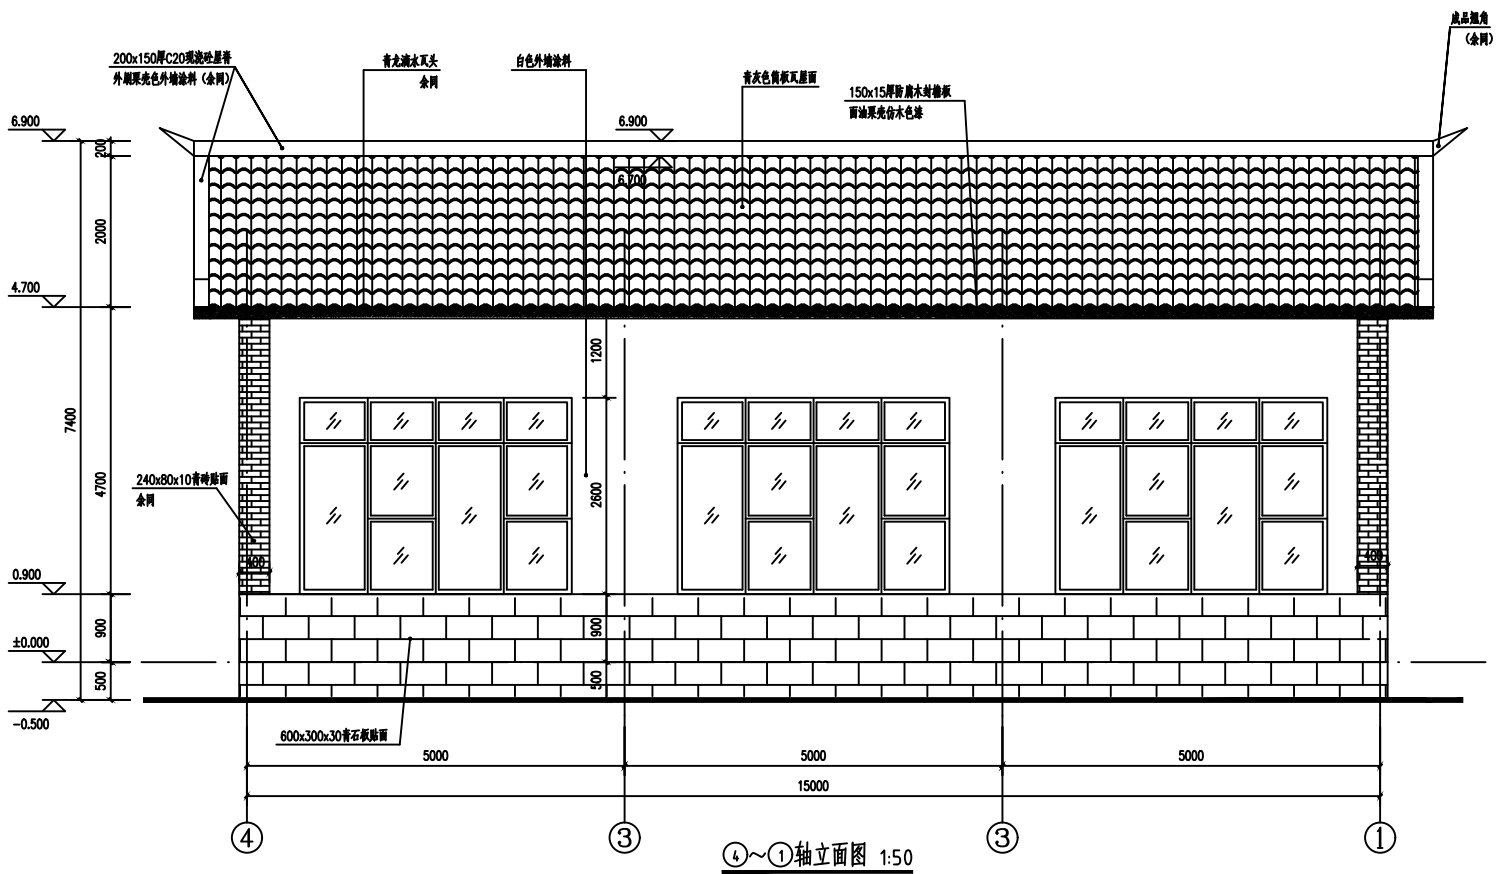 成品翘角
(余同)
200x150厚C20现浇砼屋脊
外刷栗壳色外墙涂料(余同)
青龙滴水瓦头
余同
白色外墙涂料
青灰色筒板瓦屋面
150x15厚防腐木封檐板
面油栗壳仿木色漆
6.900
6.900
200
6.700
2000
4.700
1200
7400
4700
2600
240x80x10青砖贴面
余同
400
400
0.900
900
900
±0.000
500
500
-0.500
600x300x30青石板贴面
5000
5000
5000
15000
4
3
3
1
4~1轴立面图 1:50